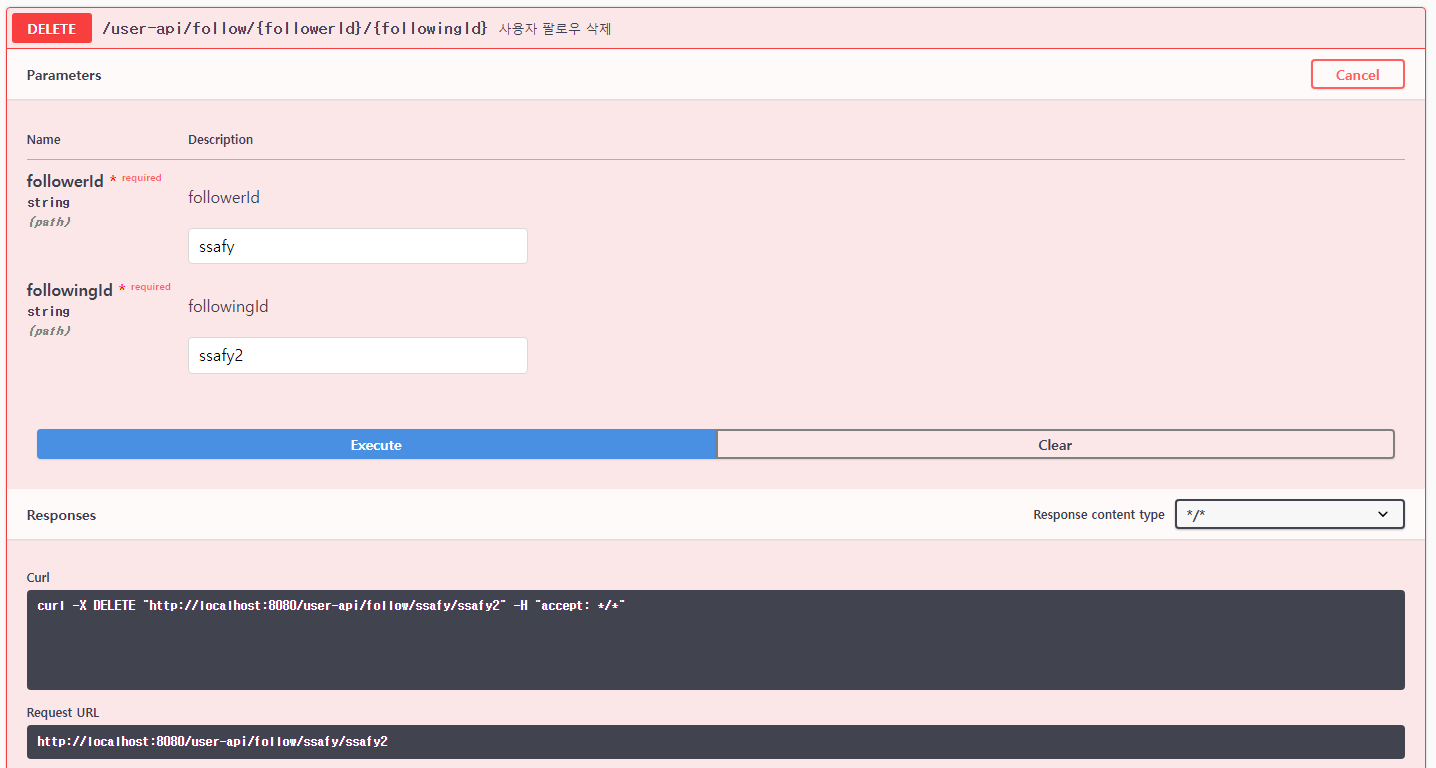 DELETE /user-api/follow/{followerId}/{followingId} 사용자 팔로우 삭제
Parameters Cancel
Name Description
followerId * required
string
(path)
followerId
ssafy
followingId * required
string
(path)
followingId
ssafy2
Execute Clear
Responses Response content type */*
Curl
curl -X DELETE "http://localhost:8080/user-api/follow/ssafy/ssafy2" -H "accept: */*"
Request URL
http://localhost:8080/user-api/follow/ssafy/ssafy2